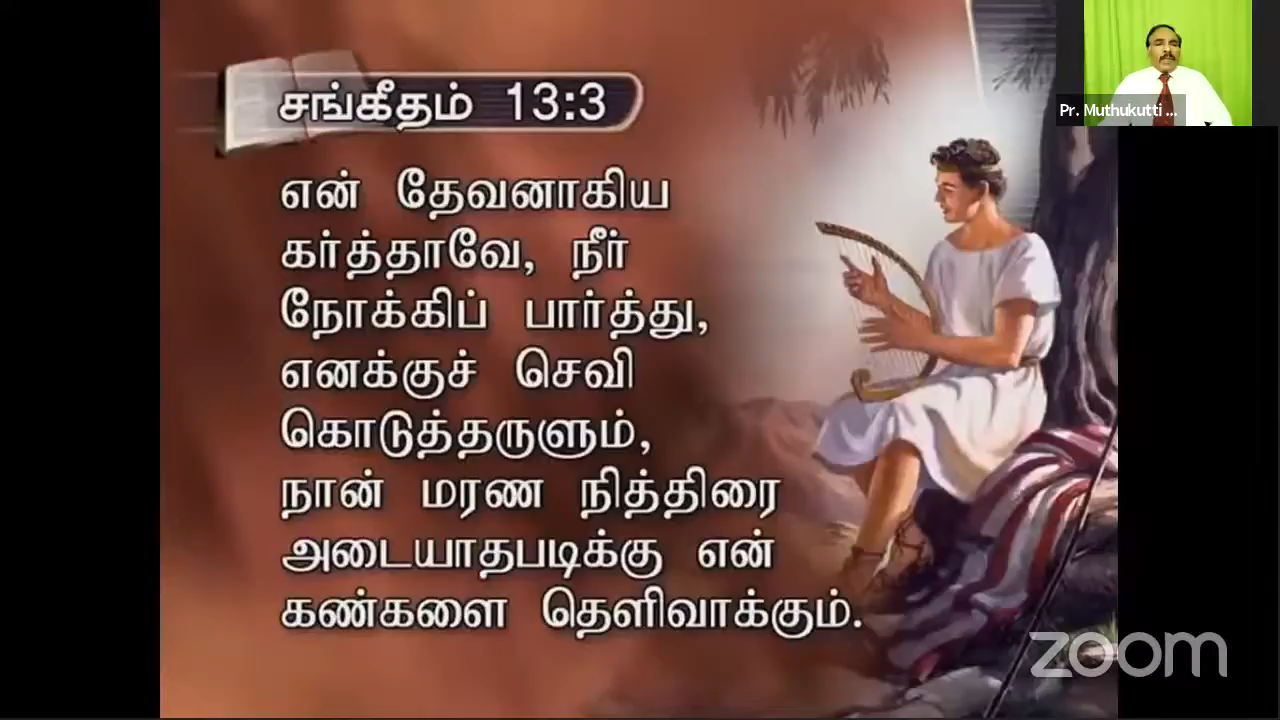 சங்கீதம் 13:3
என் தேவனாகிய
கர்த்தாவே, நீர்
நோக்கிப் பார்த்து,
எனக்குச் செவி
கொடுத்தருளும்,
நான் மரண நித்திரை
அடையாதபடிக்கு என்
கண்களை தெளிவாக்கும்.
Pr. Muthukutti ...
zoom